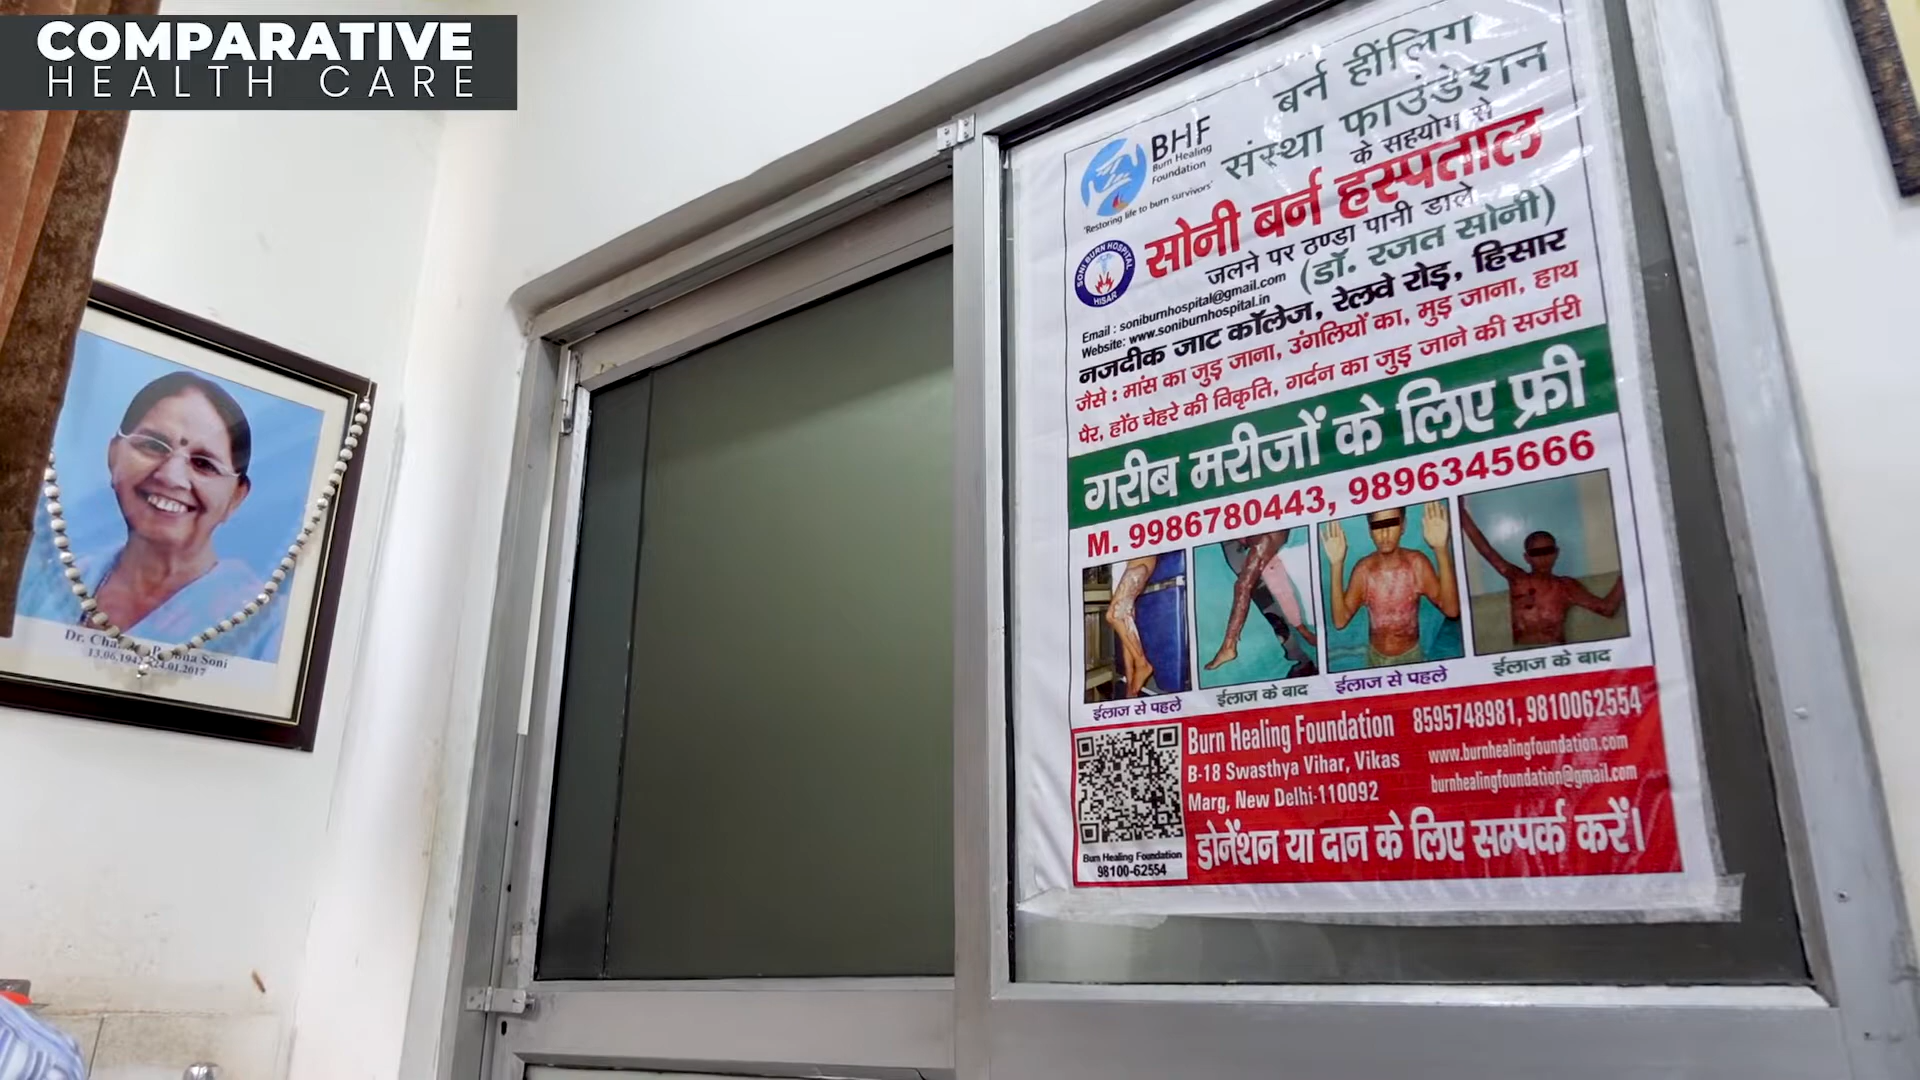 COMPARATIVE
HEALTH CARE
बर्न हींलिग
संस्था फाउंडेशन
के सहयोग से
BHF
Burn Healing
Foundation
'Restoring life to burn survivors'
सोनी बर्न हस्पताल
जलने पर ठण्डा पानी डाले
(डॉ. रजत सोनी)
SONI BURN HOSPITAL
HISAR
Email : soniburnhospital@gmail.com
Website: www.soniburnhospital.in
नजदीक जाट कॉलेज, रेलवे रोड़, हिसार
जैसे : मांस का जुड़ जाना, उंगलियों का, मुड़ जाना, हाथ
पैर, होंठ चेहरे की विकृति, गर्दन का जुड़ जाने की सर्जरी
गरीब मरीजों के लिए फ्री
M. 9986780443, 9896345666
ईलाज से पहले
ईलाज के बाद
ईलाज से पहले
ईलाज के बाद
Burn Healing Foundation
B-18 Swasthya Vihar, Vikas
Marg, New Delhi-110092
8595748981, 9810062554
www.burnhealingfoundation.com
burnhealingfoundation@gmail.com
Burn Healing Foundation
98100-62554
डोनेंशन या दान के लिए सम्पर्क करें।
Dr. Soni
24.01.2017